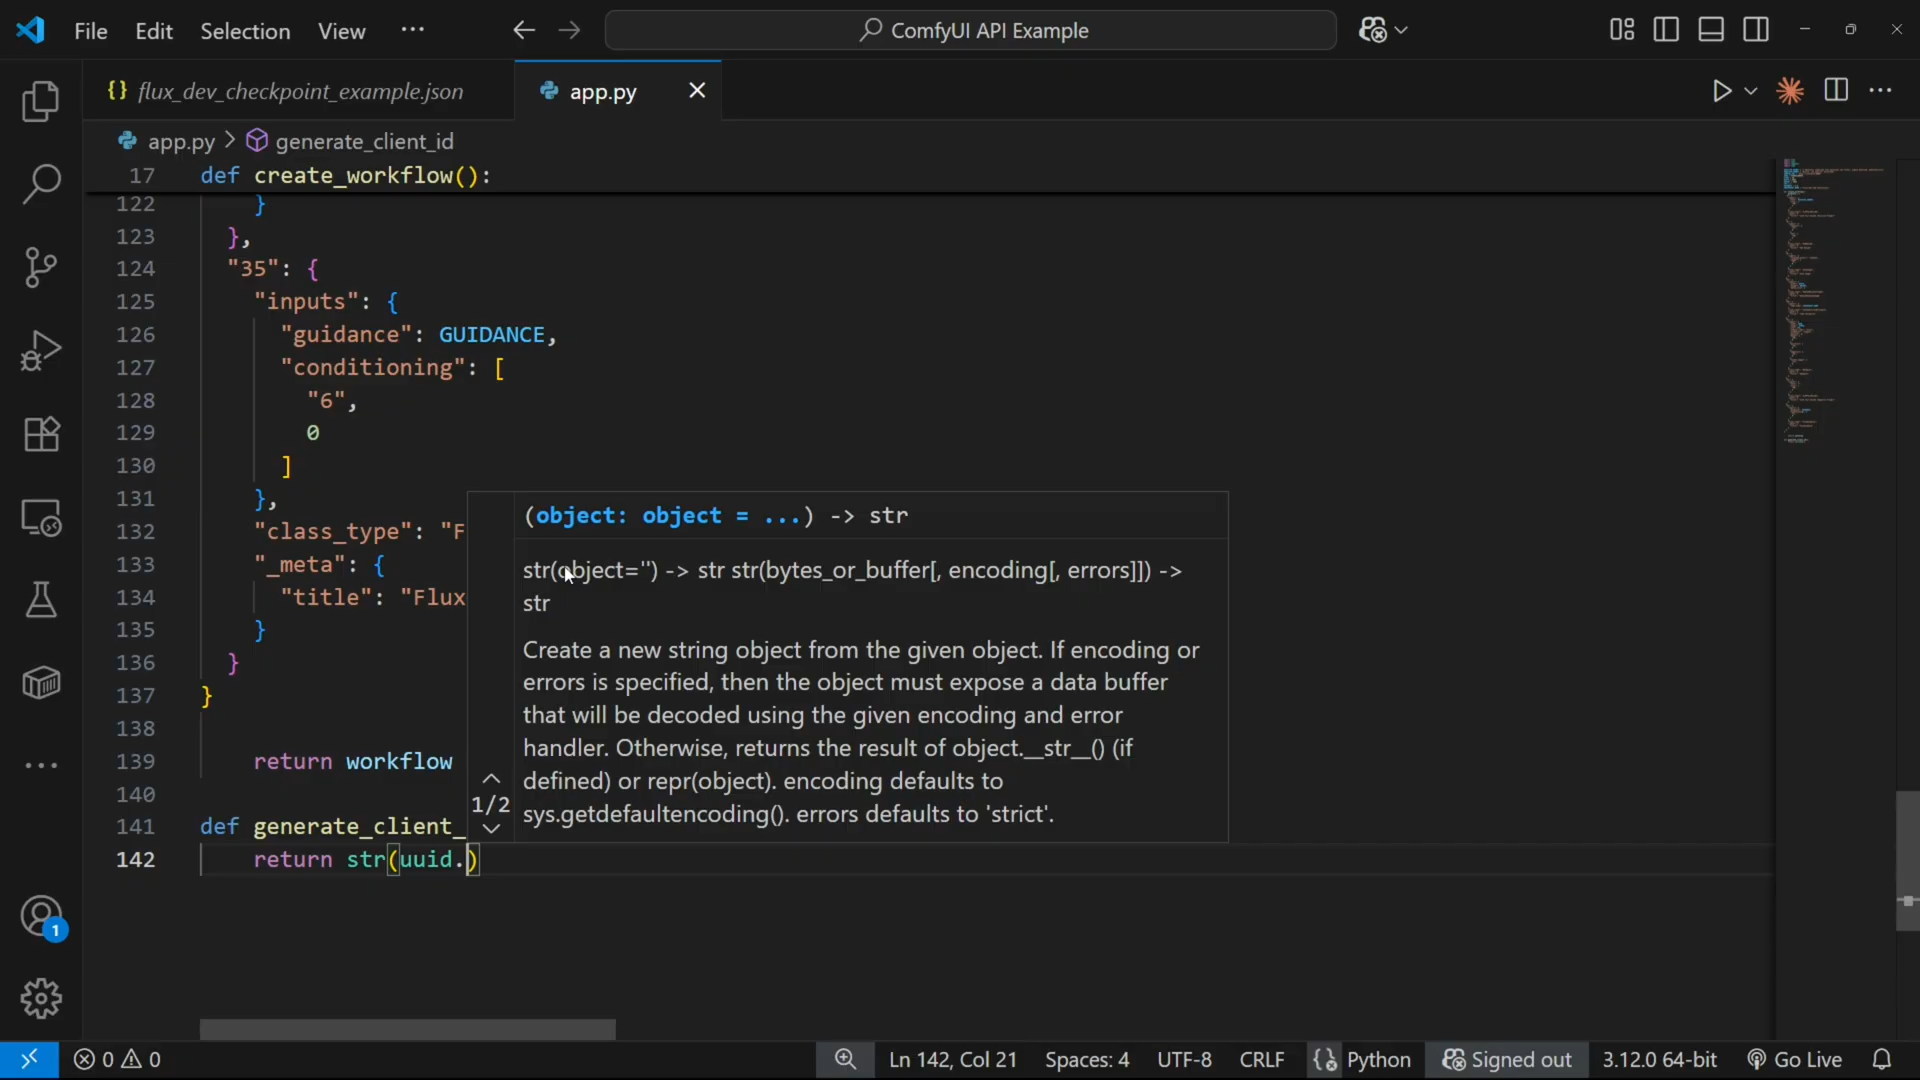 File Edit Selection View ··· ComfyUI API Example
{} flux_dev_checkpoint_example.json app.py
app.py > generate_client_id
17 def create_workflow():
122 }
123 },
124 "35": {
125 "inputs": {
126 "guidance": GUIDANCE,
127 "conditioning": [
128 "6",
129 0
130 ]
131 },
132 "class_type": "F
133 "_meta": {
134 "title": "Flux
135 }
136 }
137 }
138
139 return workflow
140
141 def generate_client_
142 return str(uuid.)
(object: object = ...) -> str
str(object='') -> str str(bytes_or_buffer[, encoding[, errors]]) ->
str
Create a new string object from the given object. If encoding or
errors is specified, then the object must expose a data buffer
that will be decoded using the given encoding and error
handler. Otherwise, returns the result of object.__str__() (if
defined) or repr(object). encoding defaults to
sys.getdefaultencoding(). errors defaults to 'strict'.
1/2
1
0 0 Ln 142, Col 21 Spaces: 4 UTF-8 CRLF Python Signed out 3.12.0 64-bit Go Live